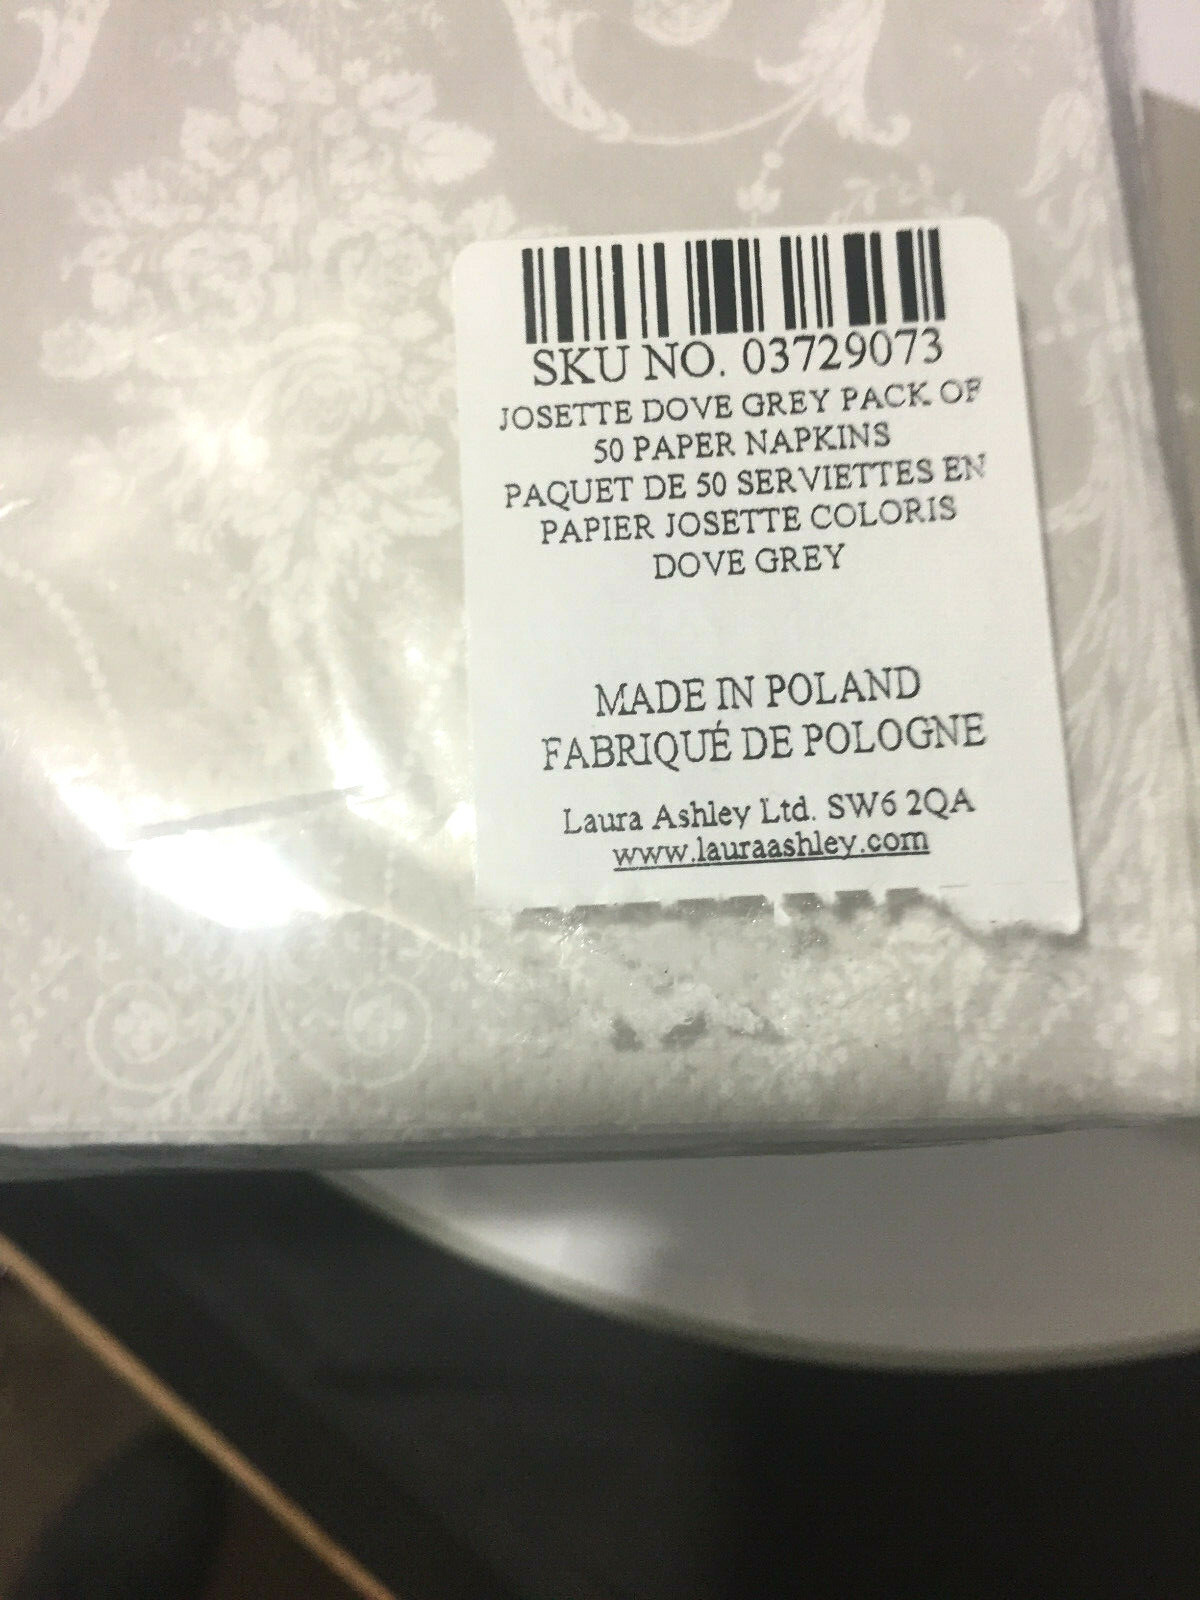 SKU NO. 03729073
JOSETTE DOVE GREY PACK OF
50 PAPER NAPKINS
PAQUET DE 50 SERVIETTES EN
PAPIER JOSETTE COLORIS
DOVE GREY
MADE IN POLAND
FABRIQUÉ DE POLOGNE
Laura Ashley Ltd. SW6 2QA
www.lauraashley.com